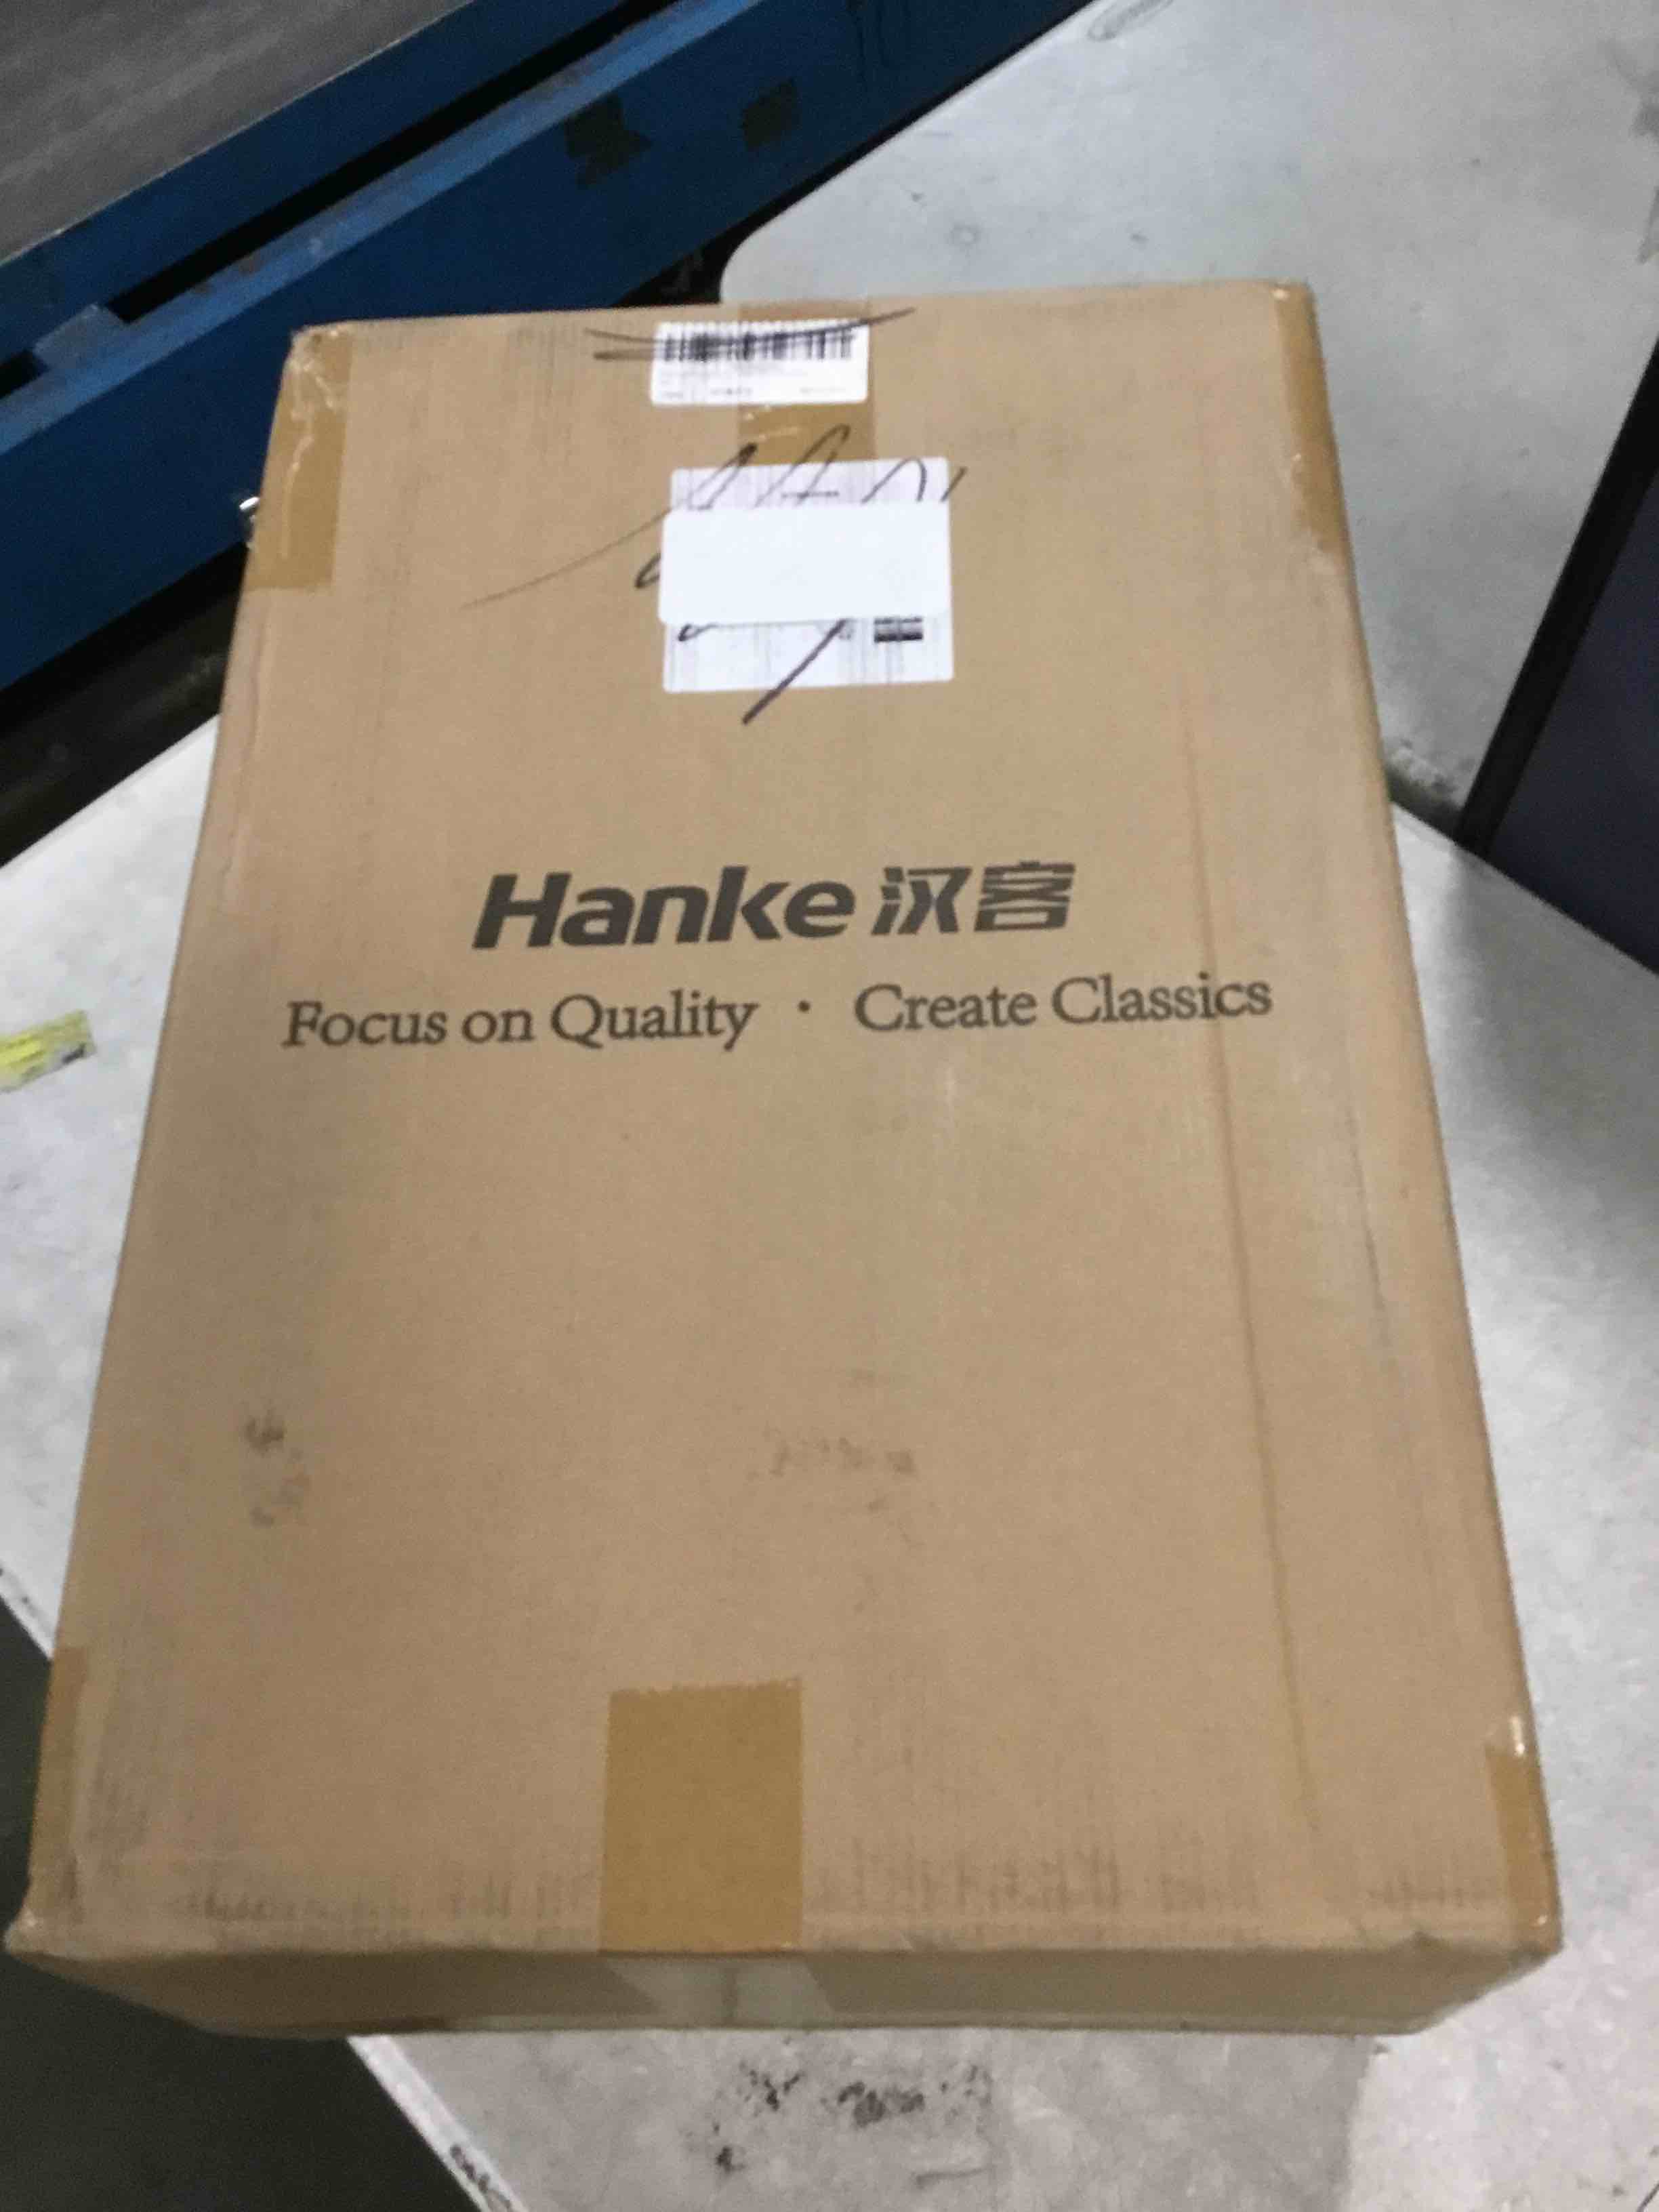 Hanke 汉客
Focus on Quality · Create Classics